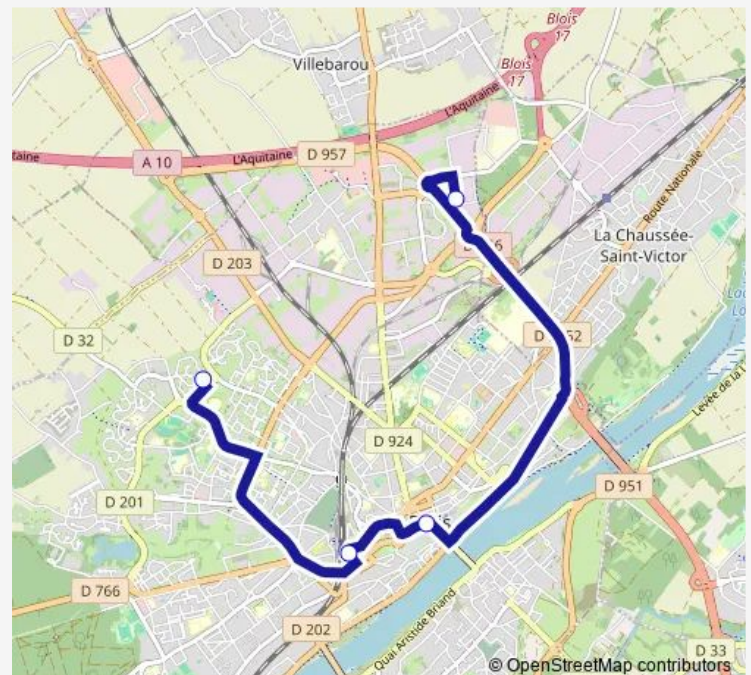 Blois
17
Villebarou
Blois
17
L'Aquitaine
D 957
L'Aquitaine
A 10
taine
Route Nationale
La Chaussée-
Saint-Victor
D 203
D 32
D 924
D 951
D 201
D 766
D 202
Quai Aristide Briand
D 33
© OpenStreetMap contributors